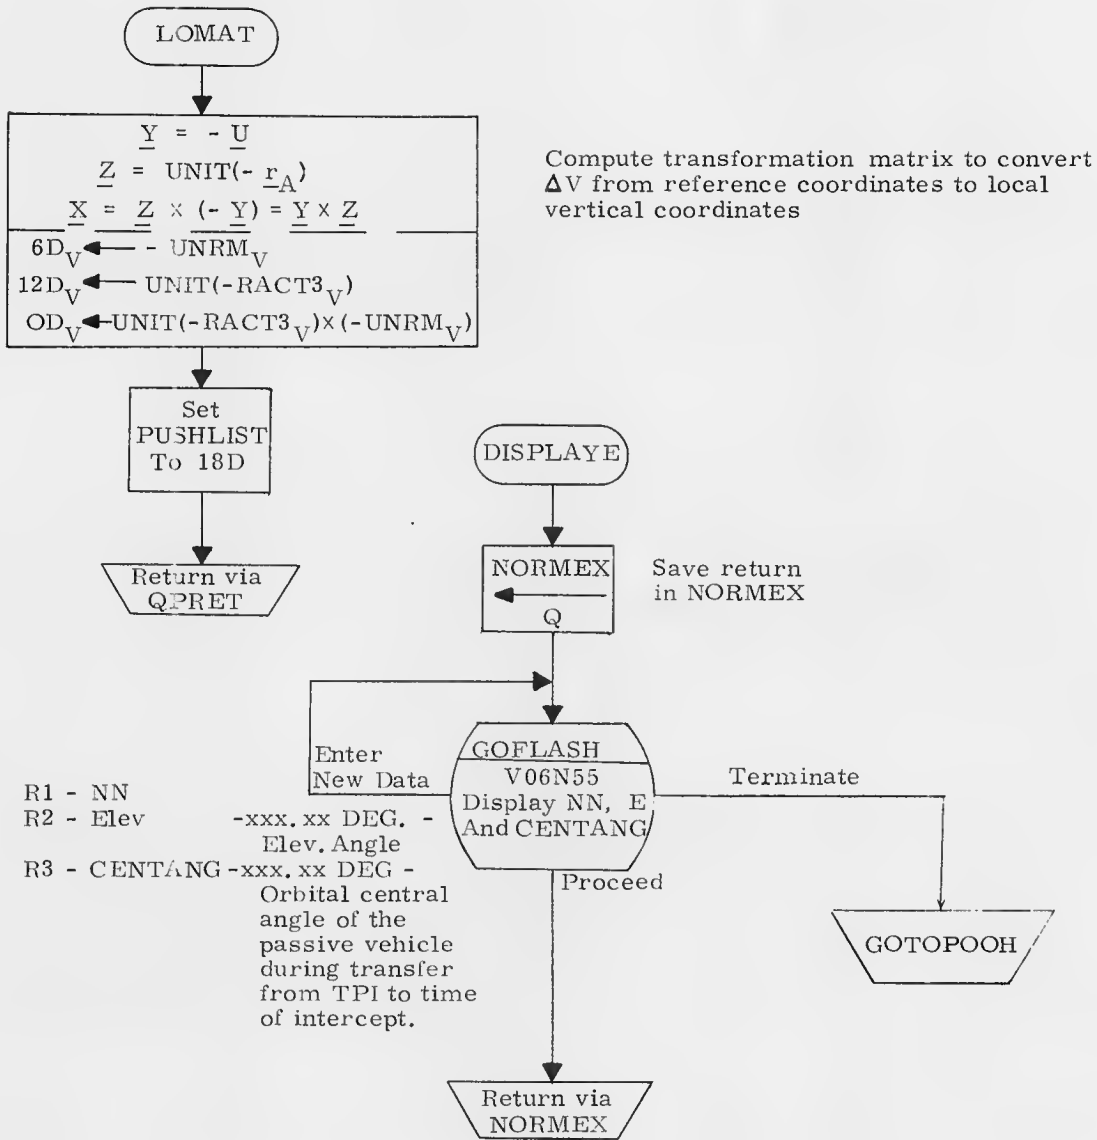 LOMAT
Y = - U
Z = UNIT(- r_A)
X = Z × (- Y) = Y × Z
6D_V ← - UNRM_V
12D_V ← UNIT(-RACT3_V)
OD_V ← UNIT(-RACT3_V)×(-UNRM_V)
Compute transformation matrix to convert
ΔV from reference coordinates to local
vertical coordinates
Set
PUSHLIST
To 18D
Return via
QPRET
DISPLAYE
NORMEX
Q
Save return
in NORMEX
GOFLASH
V06N55
Display NN, E
And CENTANG
Enter
New Data
Terminate
R1 - NN
R2 - Elev -xxx.xx DEG. -
Elev. Angle
R3 - CENTANG -xxx.xx DEG -
Orbital central
angle of the
passive vehicle
during transfer
from TPI to time
of intercept.
Proceed
GOTOPOOH
Return via
NORMEX